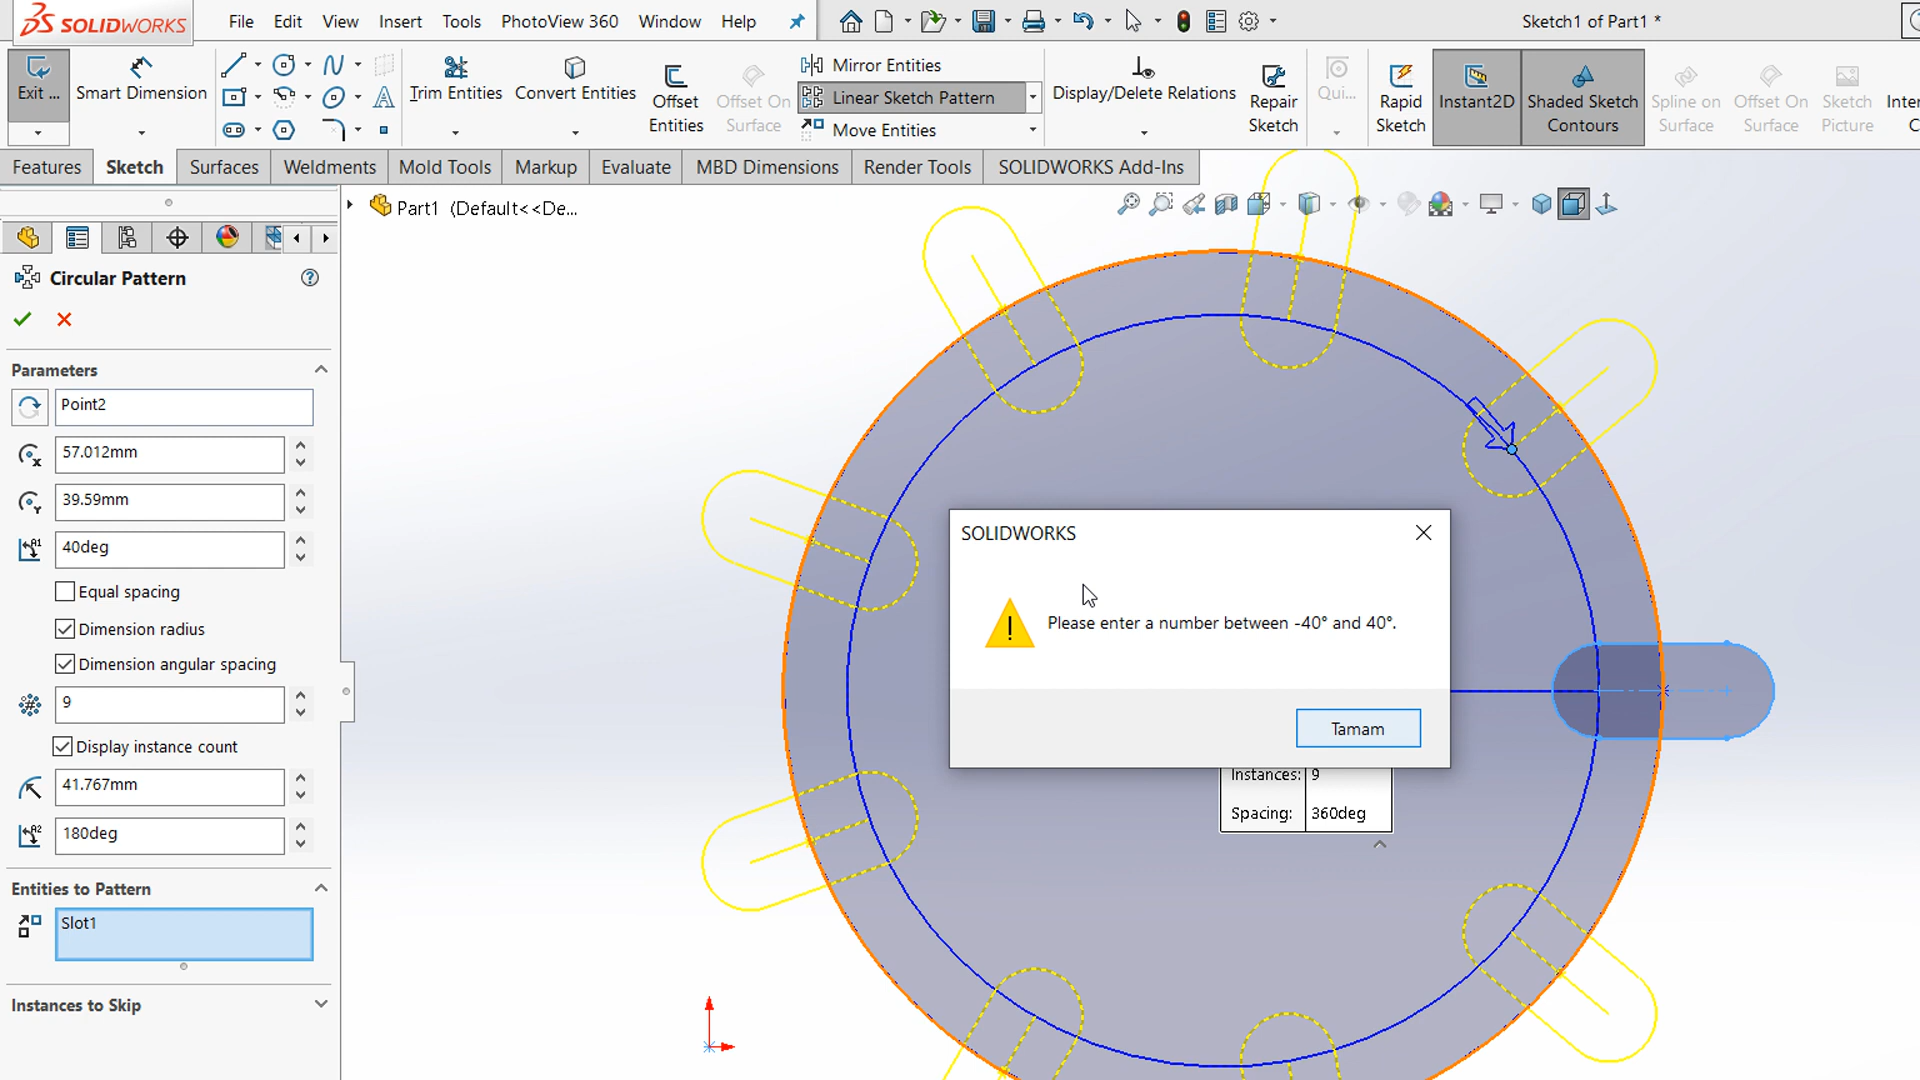 SOLIDWORKS
File Edit View Insert Tools PhotoView 360 Window Help
Sketch1 of Part1 *
Exit ...
Smart Dimension
Trim Entities
Convert Entities
Offset Entities
Offset On Surface
Mirror Entities
Linear Sketch Pattern
Move Entities
Display/Delete Relations
Repair Sketch
Qui...
Rapid Sketch
Instant2D
Shaded Sketch Contours
Spline on Surface
Offset On Surface
Sketch Picture
Features Sketch Surfaces Weldments Mold Tools Markup Evaluate MBD Dimensions Render Tools SOLIDWORKS Add-Ins
Part1 (Default<<De...
Circular Pattern
Parameters
Point2
57.012mm
39.59mm
40deg
Equal spacing
Dimension radius
Dimension angular spacing
9
Display instance count
41.767mm
180deg
Entities to Pattern
Slot1
Instances to Skip
SOLIDWORKS
Please enter a number between -40° and 40°.
Tamam
Instances: 9
Spacing: 360deg